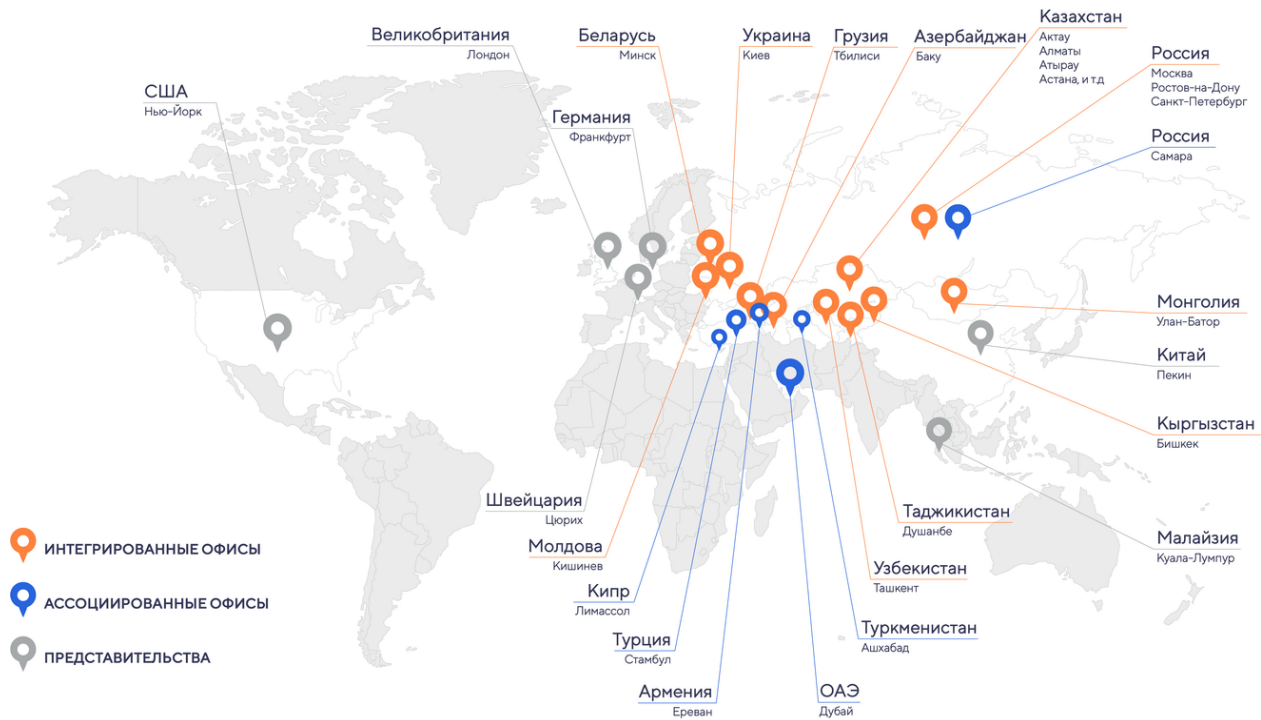 Великобритания
Лондон
Беларусь
Минск
Украина
Киев
Грузия
Тбилиси
Азербайджан
Баку
Казахстан
Актау
Алматы
Атырау
Астана, и т.д
Россия
Москва
Ростов-на-Дону
Санкт-Петербург
США
Нью-Йорк
Германия
Франкфурт
Россия
Самара
Монголия
Улан-Батор
Китай
Пекин
Кыргызстан
Бишкек
Швейцария
Цюрих
Таджикистан
Душанбе
Молдова
Кишинев
Малайзия
Куала-Лумпур
Узбекистан
Ташкент
Кипр
Лимассол
Туркменистан
Ашхабад
Турция
Стамбул
Армения
Ереван
ОАЭ
Дубай
ИНТЕГРИРОВАННЫЕ ОФИСЫ
АССОЦИИРОВАННЫЕ ОФИСЫ
ПРЕДСТАВИТЕЛЬСТВА